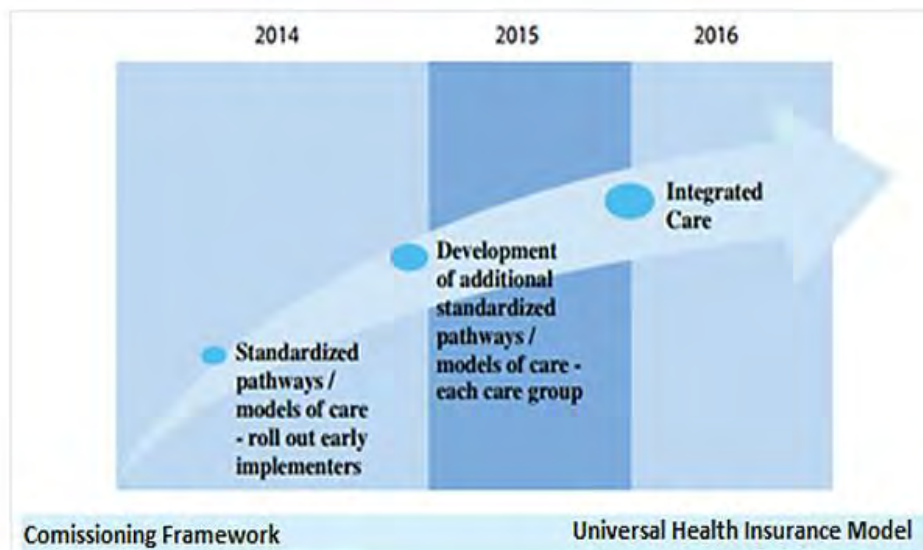 2014 2015 2016
Standardized
pathways /
models of care
- roll out early
implementers
Development
of additional
standardized
pathways /
models of care -
each care group
Integrated
Care
Comissioning Framework
Universal Health Insurance Model